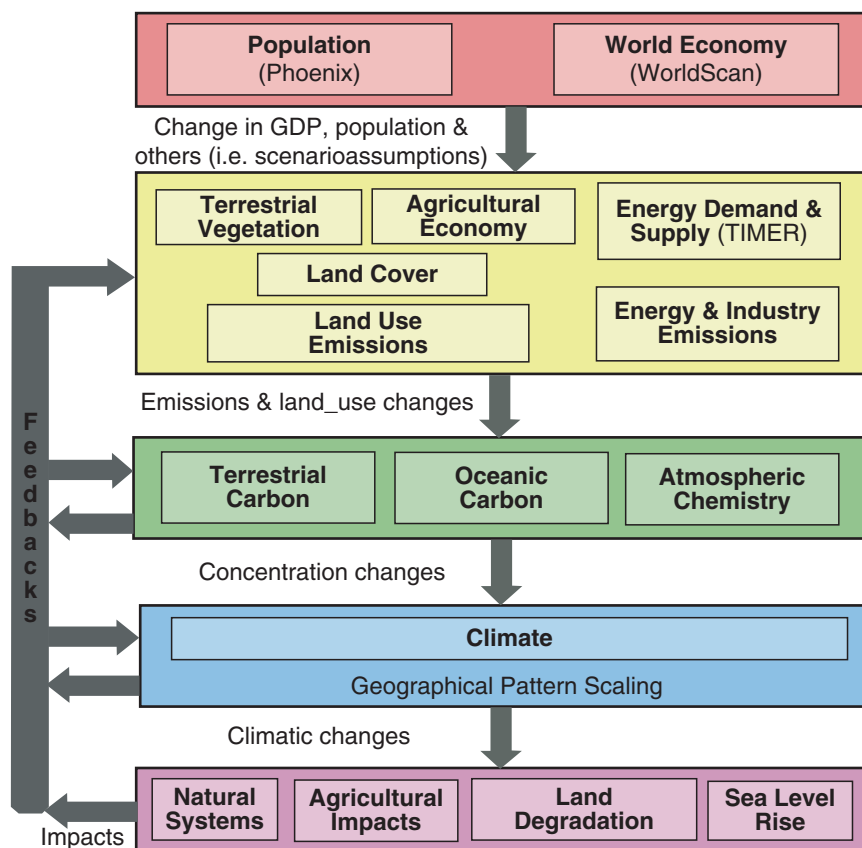 Population
(Phoenix)
World Economy
(WorldScan)
Change in GDP, population &
others (i.e. scenarioassumptions)
Terrestrial
Vegetation
Agricultural
Economy
Energy Demand &
Supply (TIMER)
Land Cover
Land Use
Emissions
Energy & Industry
Emissions
Emissions & land_use changes
Feedbacks
Terrestrial
Carbon
Oceanic
Carbon
Atmospheric
Chemistry
Concentration changes
Climate
Geographical Pattern Scaling
Climatic changes
Natural
Systems
Agricultural
Impacts
Land
Degradation
Sea Level
Rise
Impacts